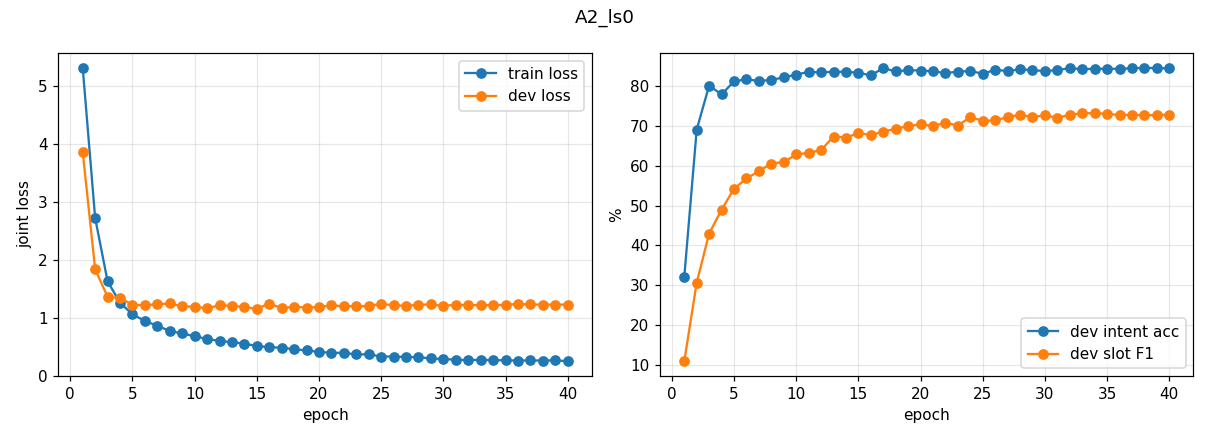 A2_ls0
joint loss
5
4
3
2
1
0
0 5 10 15 20 25 30 35 40
epoch
train loss
dev loss
%
80
70
60
50
40
30
20
10
0 5 10 15 20 25 30 35 40
epoch
dev intent acc
dev slot F1